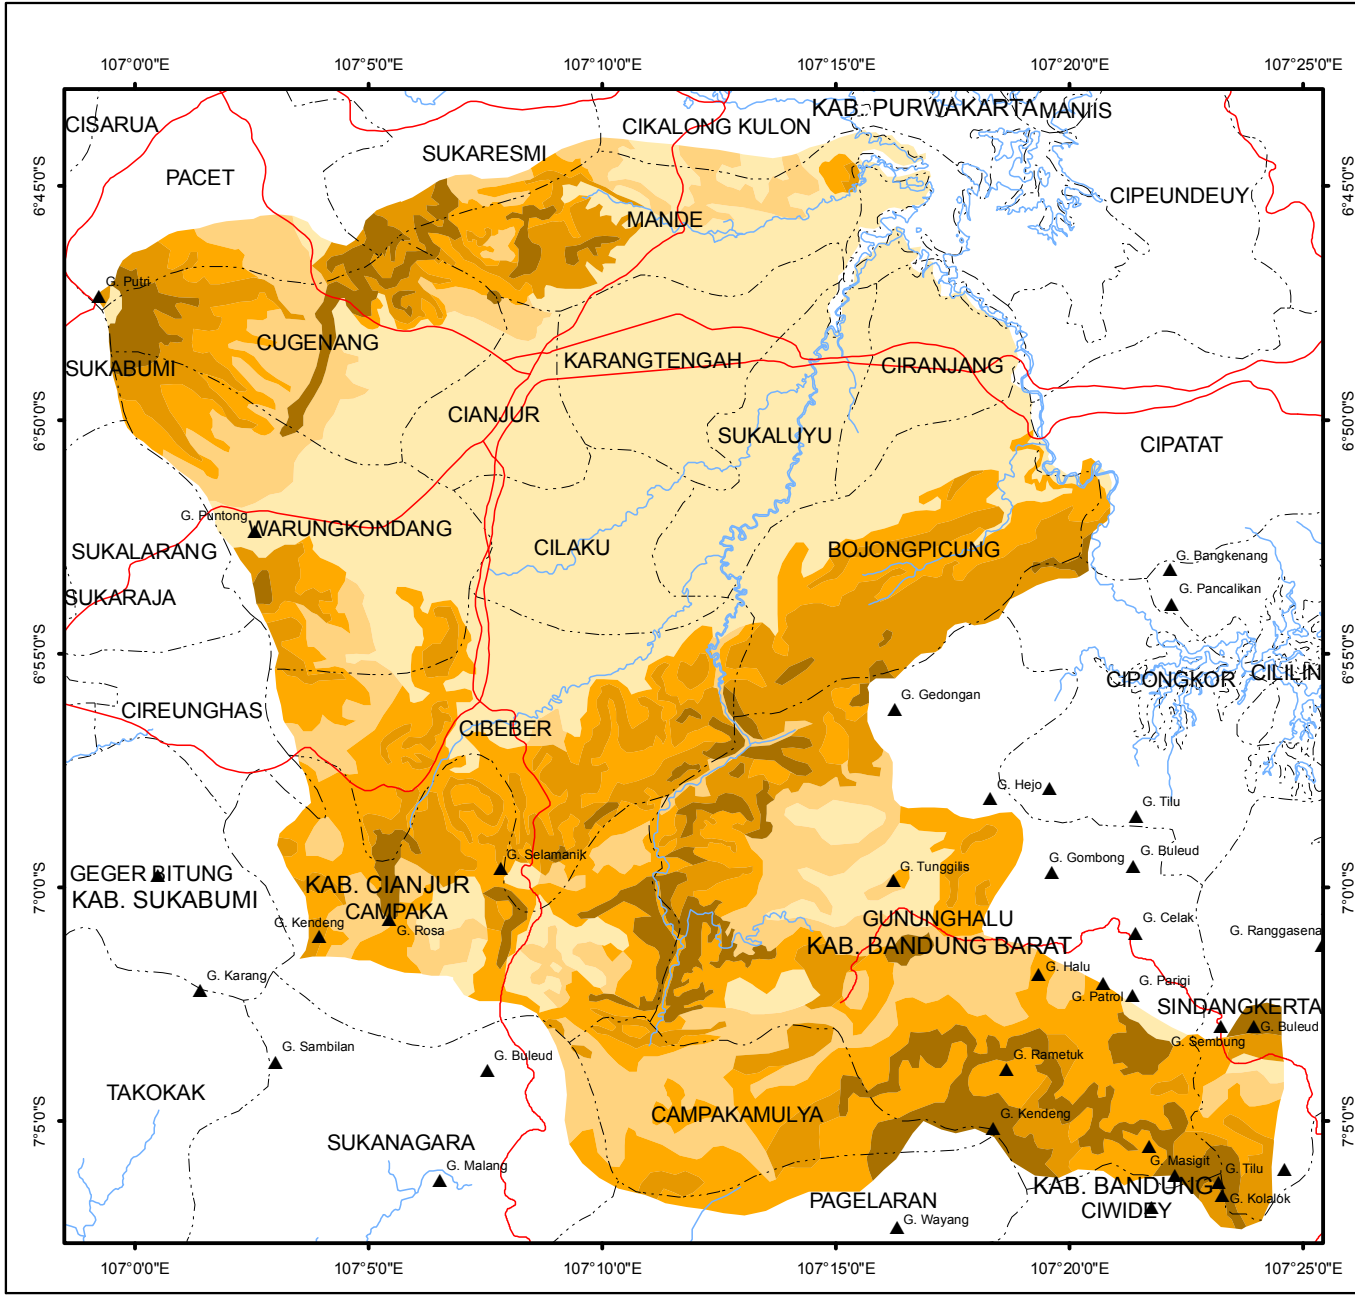 107°0'0"E 107°5'0"E 107°10'0"E 107°15'0"E 107°20'0"E 107°25'0"E
KAB. PURWAKARTA MANIIS
CISARUA
CIKALONG KULON
SUKARESMI
PACET
6°45'0"S
6°45'0"S
CIPEUNDEUY
MANDE
G. Putri
CUGENANG
KARANGTENGAH
CIRANJANG
SUKABUMI
CIANJUR
6°50'0"S
6°50'0"S
SUKALUYU
CIPATAT
G. Puntong
WARUNGKONDANG
SUKALARANG
CILAKU
BOJONGPICUNG
G. Bangkenang
G. Pancalikan
SUKARAJA
6°55'0"S
6°55'0"S
CIPONGKOR
CILILIN
G. Gedongan
CIREUNGHAS
CIBEBER
G. Hejo
G. Tilu
G. Selamanik
G. Gombong
G. Buleud
GEGER BITUNG
G. Tunggilis
KAB. CIANJUR
7°0'0"S
7°0'0"S
KAB. SUKABUMI
CAMPAKA
GUNUNGHALU
G. Kendeng
G. Rosa
G. Celak
G. Ranggasena
KAB. BANDUNG BARAT
G. Karang
G. Halu
G. Parigi
G. Patrol
SINDANGKERTA
G. Buleud
G. Sembung
G. Sambilan
G. Buleud
G. Rametuk
TAKOKAK
CAMPAKAMULYA
G. Kendeng
7°5'0"S
7°5'0"S
SUKANAGARA
G. Malang
G. Masigit
G. Tilu
KAB. BANDUNG
G. Kolalok
PAGELARAN
CIWIDEY
G. Wayang
107°0'0"E 107°5'0"E 107°10'0"E 107°15'0"E 107°20'0"E 107°25'0"E